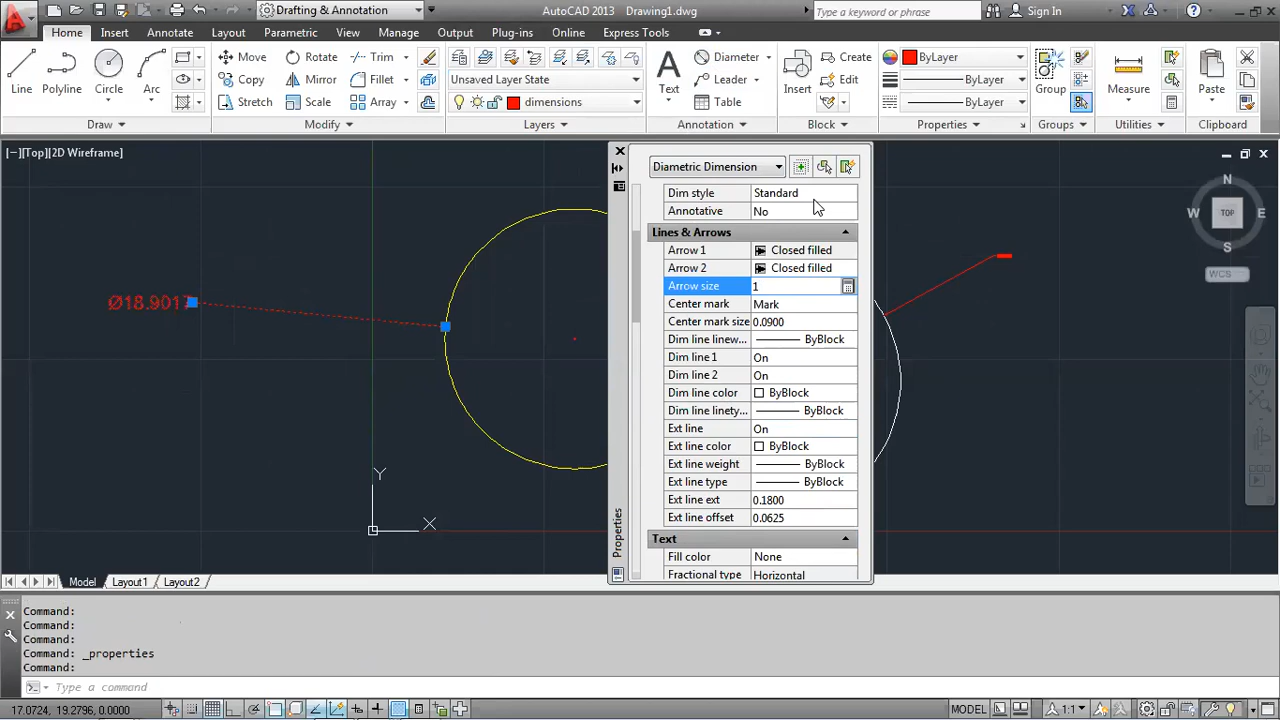 Drafting & Annotation
AutoCAD 2013 Drawing1.dwg
Type a keyword or phrase
Sign In
Home Insert Annotate Layout Parametric View Manage Output Plug-ins Online Express Tools
Line Polyline Circle Arc
Move Rotate Trim
Copy Mirror Fillet
Stretch Scale Array
Unsaved Layer State
dimensions
Text
Diameter
Leader
Table
Insert
Create
Edit
ByLayer
ByLayer
ByLayer
Group
Measure
Paste
Draw Modify Layers Annotation Block Properties Groups Utilities Clipboard
[−][Top][2D Wireframe]
N
W TOP E
S
WCS
Ø18.9017
Y
X
Diametric Dimension
Dim style Standard
Annotative No
Lines & Arrows
Arrow 1 Closed filled
Arrow 2 Closed filled
Arrow size 1
Center mark Mark
Center mark size 0.0900
Dim line linew... ByBlock
Dim line 1 On
Dim line 2 On
Dim line color ByBlock
Dim line linety... ByBlock
Ext line On
Ext line color ByBlock
Ext line weight ByBlock
Ext line type ByBlock
Ext line ext 0.1800
Ext line offset 0.0625
Text
Fill color None
Fractional type Horizontal
Properties
Model Layout1 Layout2
Command:
Command:
Command:
Command: _properties
Command:
Type a command
17.0724, 19.2796, 0.0000
MODEL
1:1